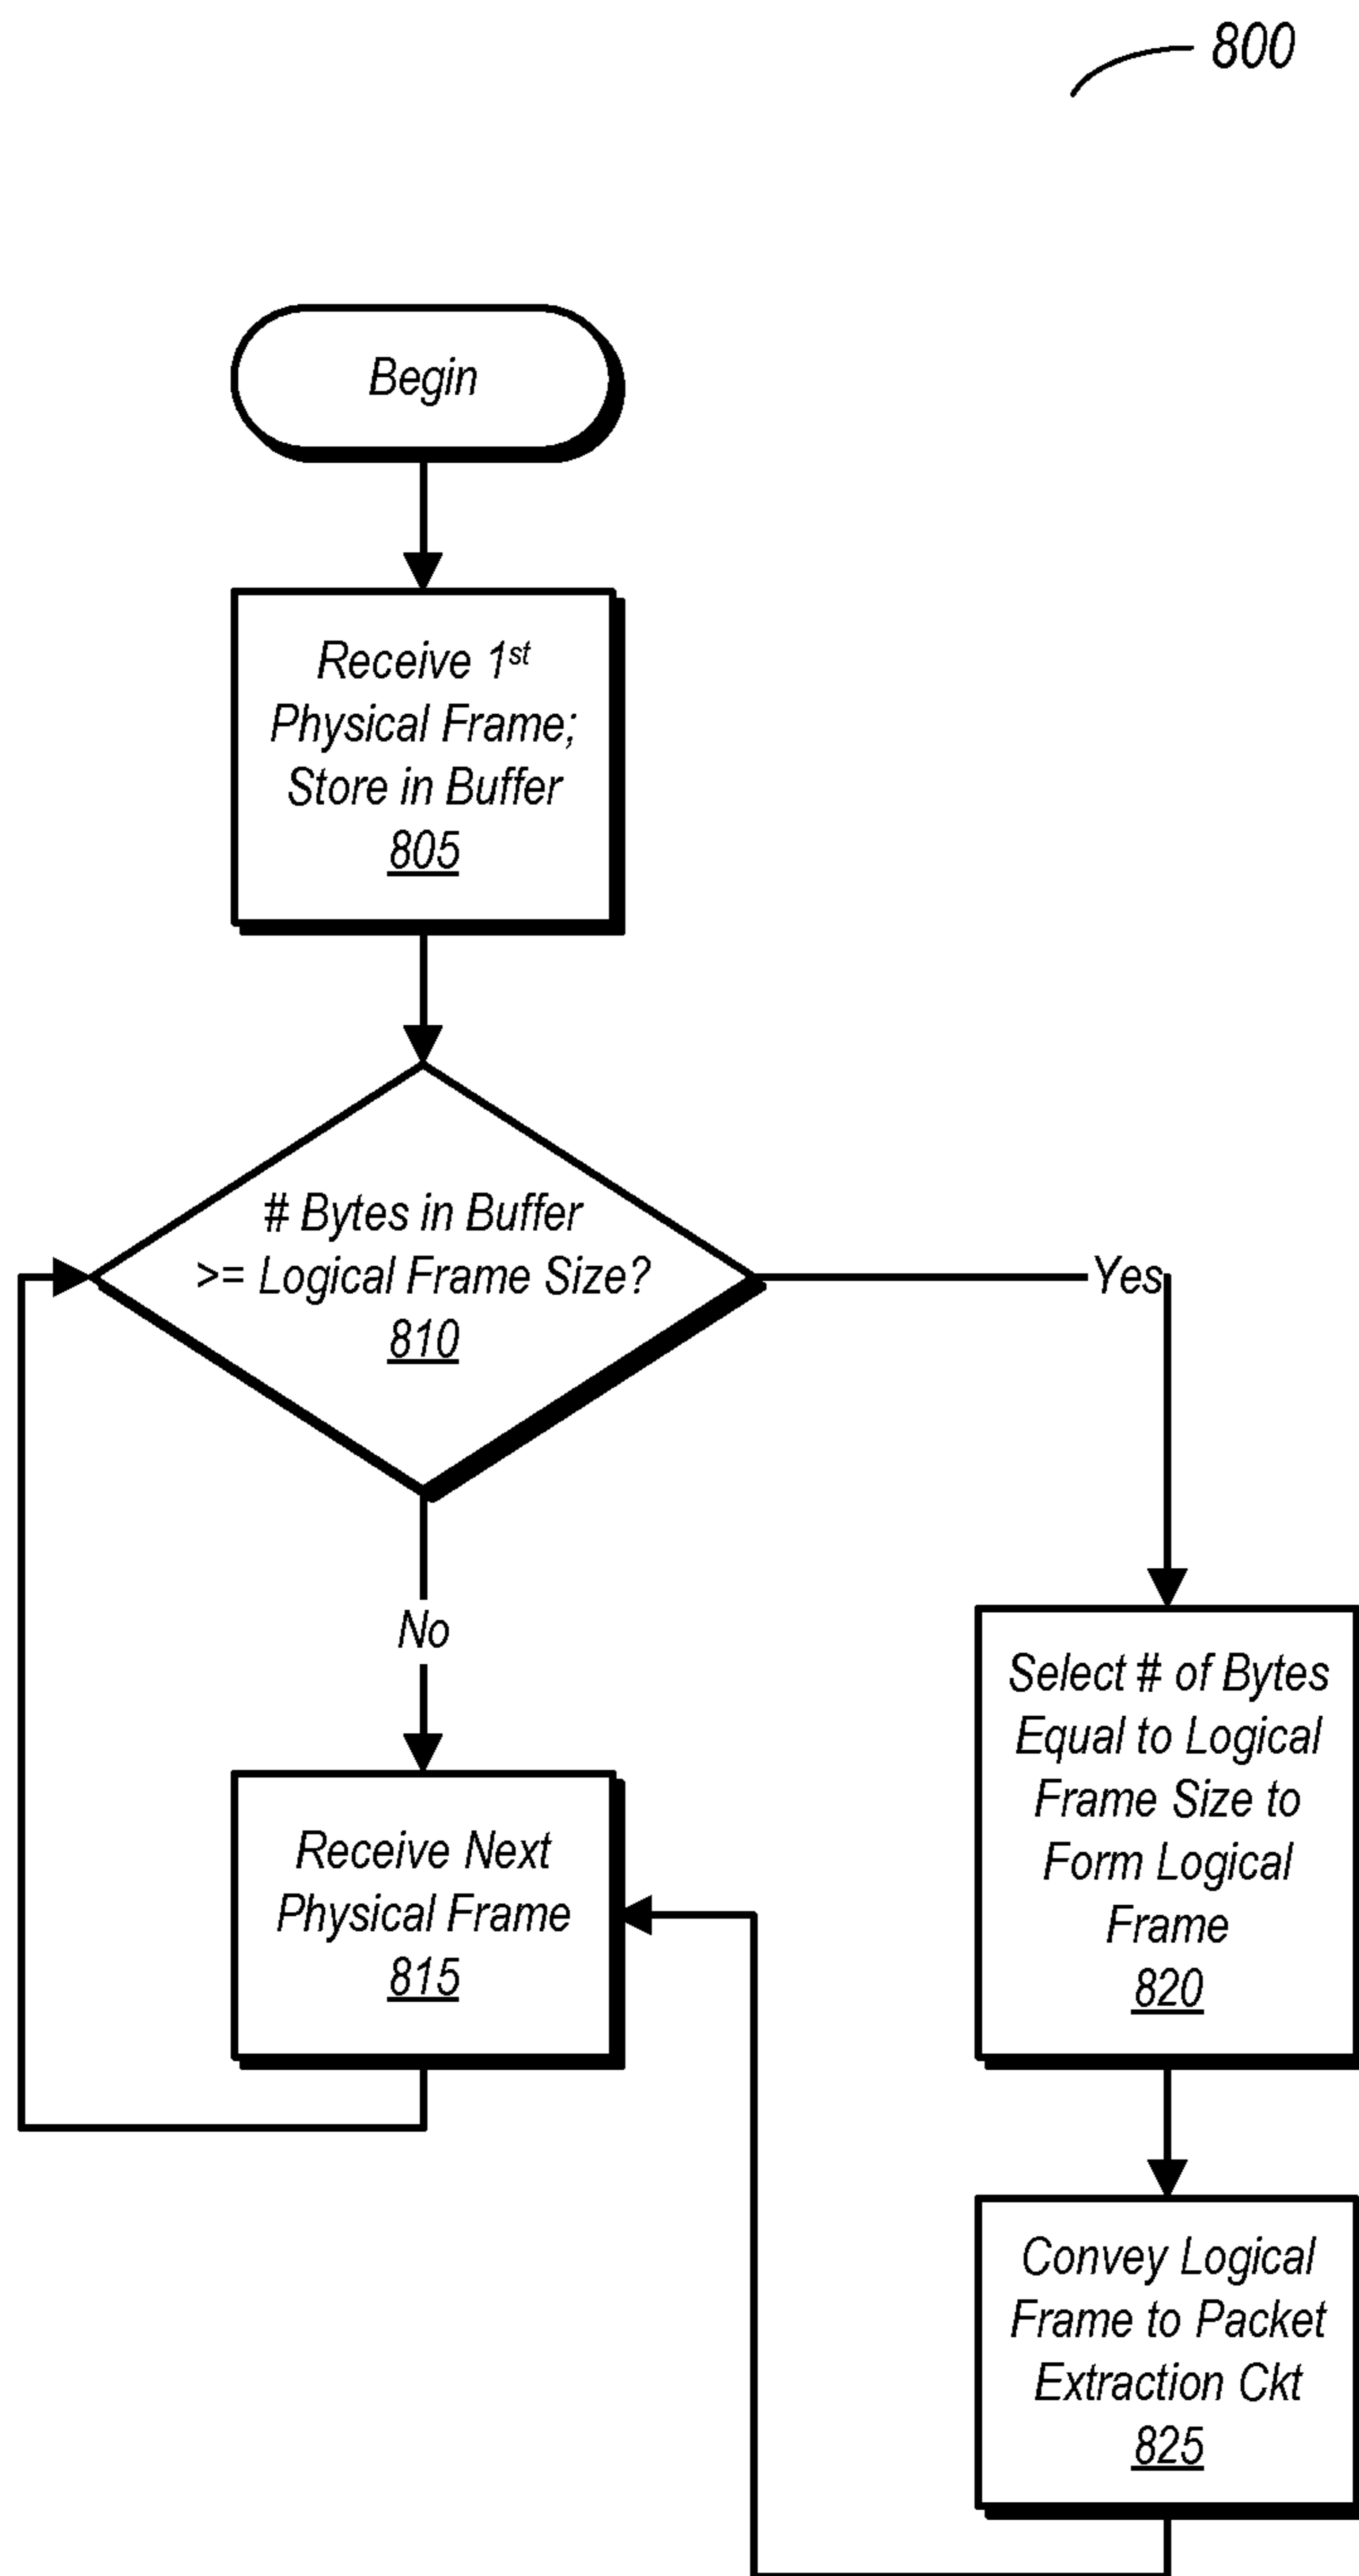 800
Begin
Receive 1st
Physical Frame;
Store in Buffer
805
# Bytes in Buffer
>= Logical Frame Size?
810
Yes
No
Select # of Bytes
Equal to Logical
Frame Size to
Form Logical
Frame
820
Receive Next
Physical Frame
815
Convey Logical
Frame to Packet
Extraction Ckt
825